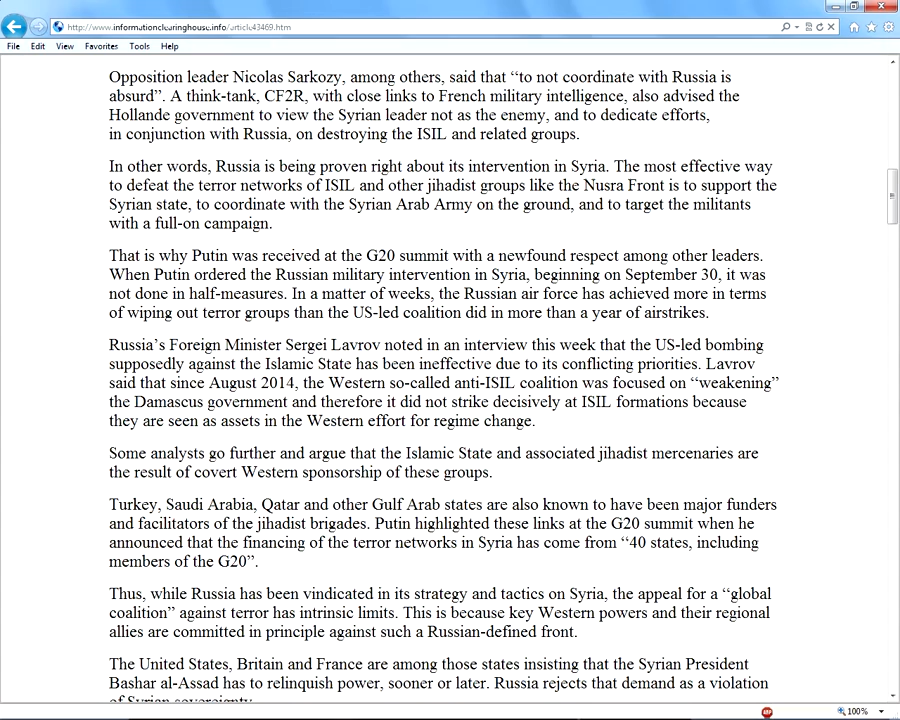 http://www.informationclearinghouse.info/article43469.htm
File Edit View Favorites Tools Help
Opposition leader Nicolas Sarkozy, among others, said that “to not coordinate with Russia is
absurd”. A think-tank, CF2R, with close links to French military intelligence, also advised the
Hollande government to view the Syrian leader not as the enemy, and to dedicate efforts,
in conjunction with Russia, on destroying the ISIL and related groups.
In other words, Russia is being proven right about its intervention in Syria. The most effective way
to defeat the terror networks of ISIL and other jihadist groups like the Nusra Front is to support the
Syrian state, to coordinate with the Syrian Arab Army on the ground, and to target the militants
with a full-on campaign.
That is why Putin was received at the G20 summit with a newfound respect among other leaders.
When Putin ordered the Russian military intervention in Syria, beginning on September 30, it was
not done in half-measures. In a matter of weeks, the Russian air force has achieved more in terms
of wiping out terror groups than the US-led coalition did in more than a year of airstrikes.
Russia’s Foreign Minister Sergei Lavrov noted in an interview this week that the US-led bombing
supposedly against the Islamic State has been ineffective due to its conflicting priorities. Lavrov
said that since August 2014, the Western so-called anti-ISIL coalition was focused on “weakening”
the Damascus government and therefore it did not strike decisively at ISIL formations because
they are seen as assets in the Western effort for regime change.
Some analysts go further and argue that the Islamic State and associated jihadist mercenaries are
the result of covert Western sponsorship of these groups.
Turkey, Saudi Arabia, Qatar and other Gulf Arab states are also known to have been major funders
and facilitators of the jihadist brigades. Putin highlighted these links at the G20 summit when he
announced that the financing of the terror networks in Syria has come from “40 states, including
members of the G20”.
Thus, while Russia has been vindicated in its strategy and tactics on Syria, the appeal for a “global
coalition” against terror has intrinsic limits. This is because key Western powers and their regional
allies are committed in principle against such a Russian-defined front.
The United States, Britain and France are among those states insisting that the Syrian President
Bashar al-Assad has to relinquish power, sooner or later. Russia rejects that demand as a violation
of Syrian sovereignty
ABP
100%